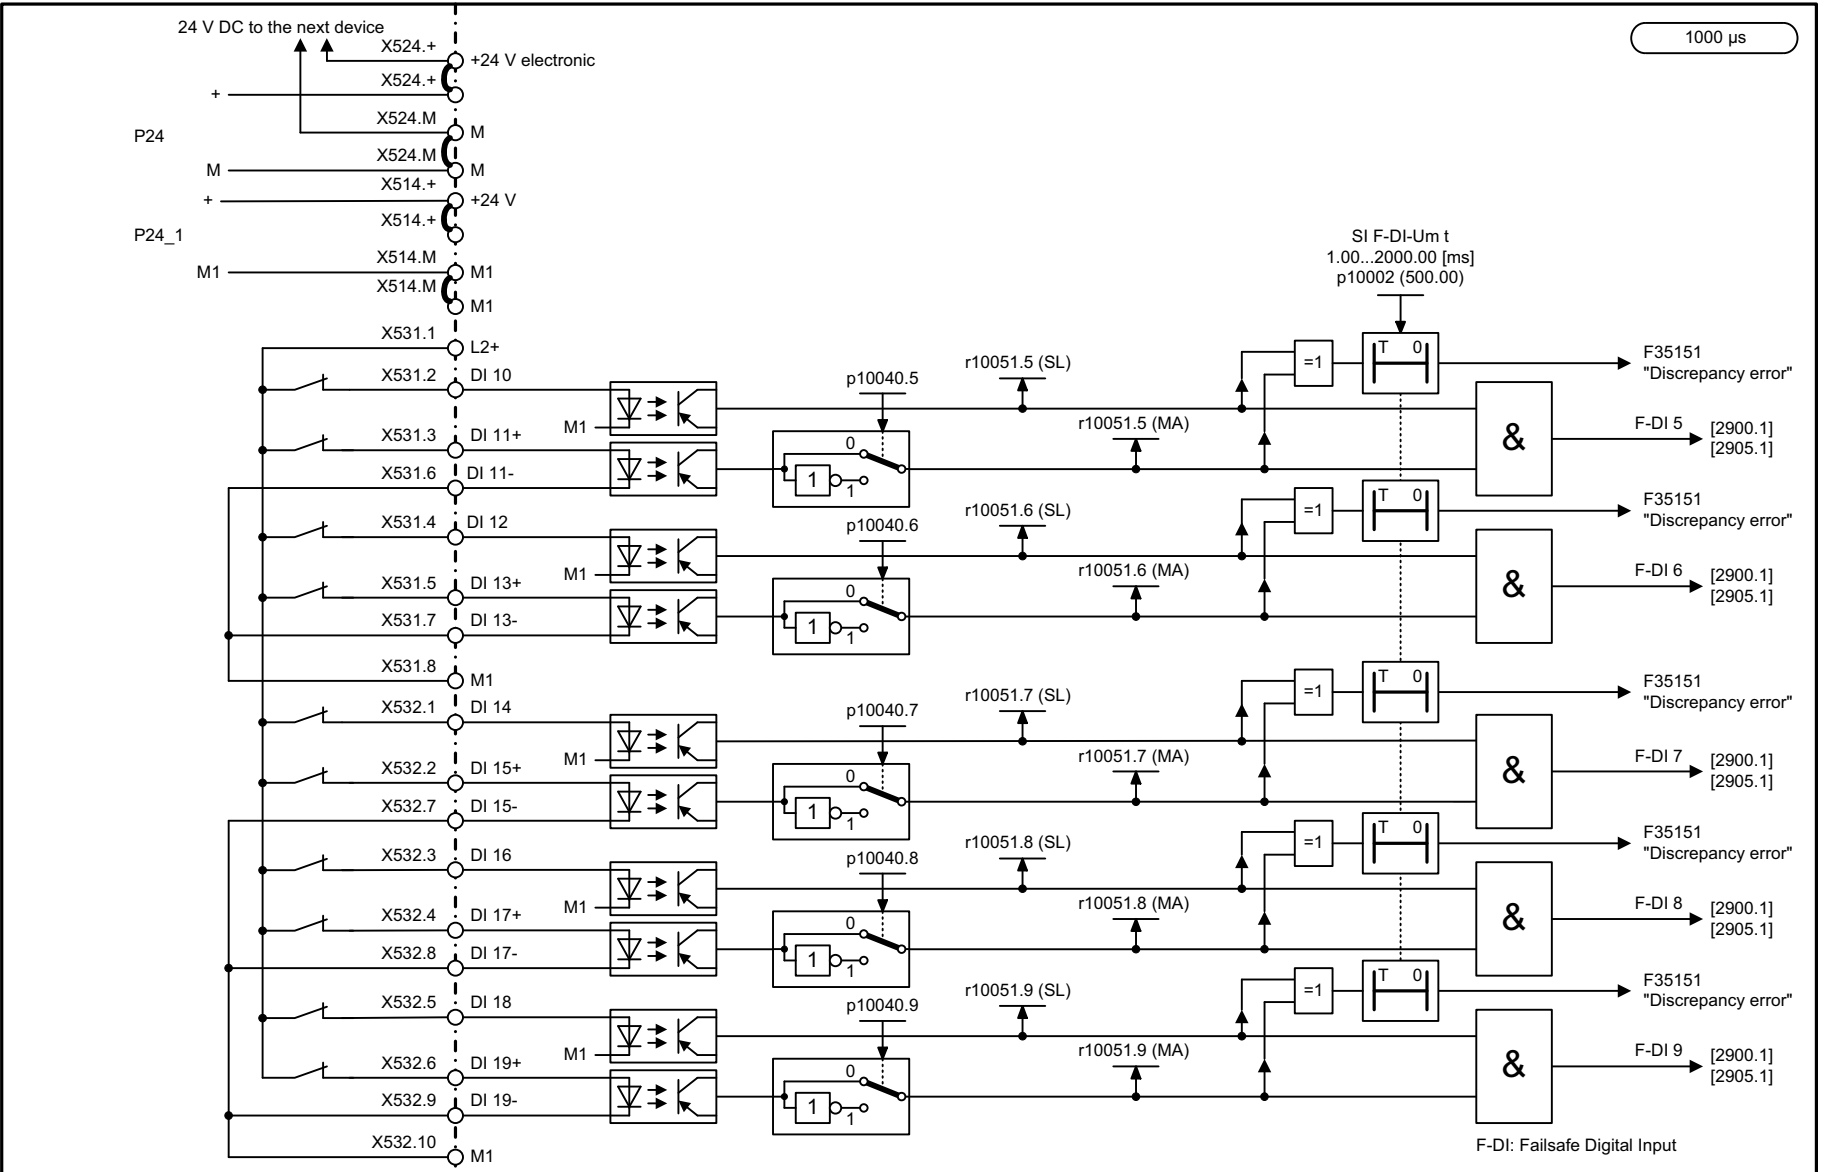 24 V DC to the next device
1000 µs
X524.+
+24 V electronic
X524.+
+
X524.M
M
P24
X524.M
M
M
X514.+
+
+24 V
X514.+
P24_1
SI F-DI-Um t
1.00...2000.00 [ms]
p10002 (500.00)
X514.M
M1
M1
X514.M
M1
X531.1
L2+
X531.2
DI 10
M1
p10040.5
r10051.5 (SL)
=1
T 0
F35151
"Discrepancy error"
X531.3
DI 11+
0
1
1
r10051.5 (MA)
&
F-DI 5
[2900.1]
[2905.1]
X531.6
DI 11-
X531.4
DI 12
M1
p10040.6
r10051.6 (SL)
=1
T 0
F35151
"Discrepancy error"
X531.5
DI 13+
0
1
1
r10051.6 (MA)
&
F-DI 6
[2900.1]
[2905.1]
X531.7
DI 13-
X531.8
M1
X532.1
DI 14
M1
p10040.7
r10051.7 (SL)
=1
T 0
F35151
"Discrepancy error"
X532.2
DI 15+
0
1
1
r10051.7 (MA)
&
F-DI 7
[2900.1]
[2905.1]
X532.7
DI 15-
X532.3
DI 16
M1
p10040.8
r10051.8 (SL)
=1
T 0
F35151
"Discrepancy error"
X532.4
DI 17+
0
1
1
r10051.8 (MA)
&
F-DI 8
[2900.1]
[2905.1]
X532.8
DI 17-
X532.5
DI 18
M1
p10040.9
r10051.9 (SL)
=1
T 0
F35151
"Discrepancy error"
X532.6
DI 19+
0
1
1
r10051.9 (MA)
&
F-DI 9
[2900.1]
[2905.1]
X532.9
DI 19-
X532.10
M1
F-DI: Failsafe Digital Input